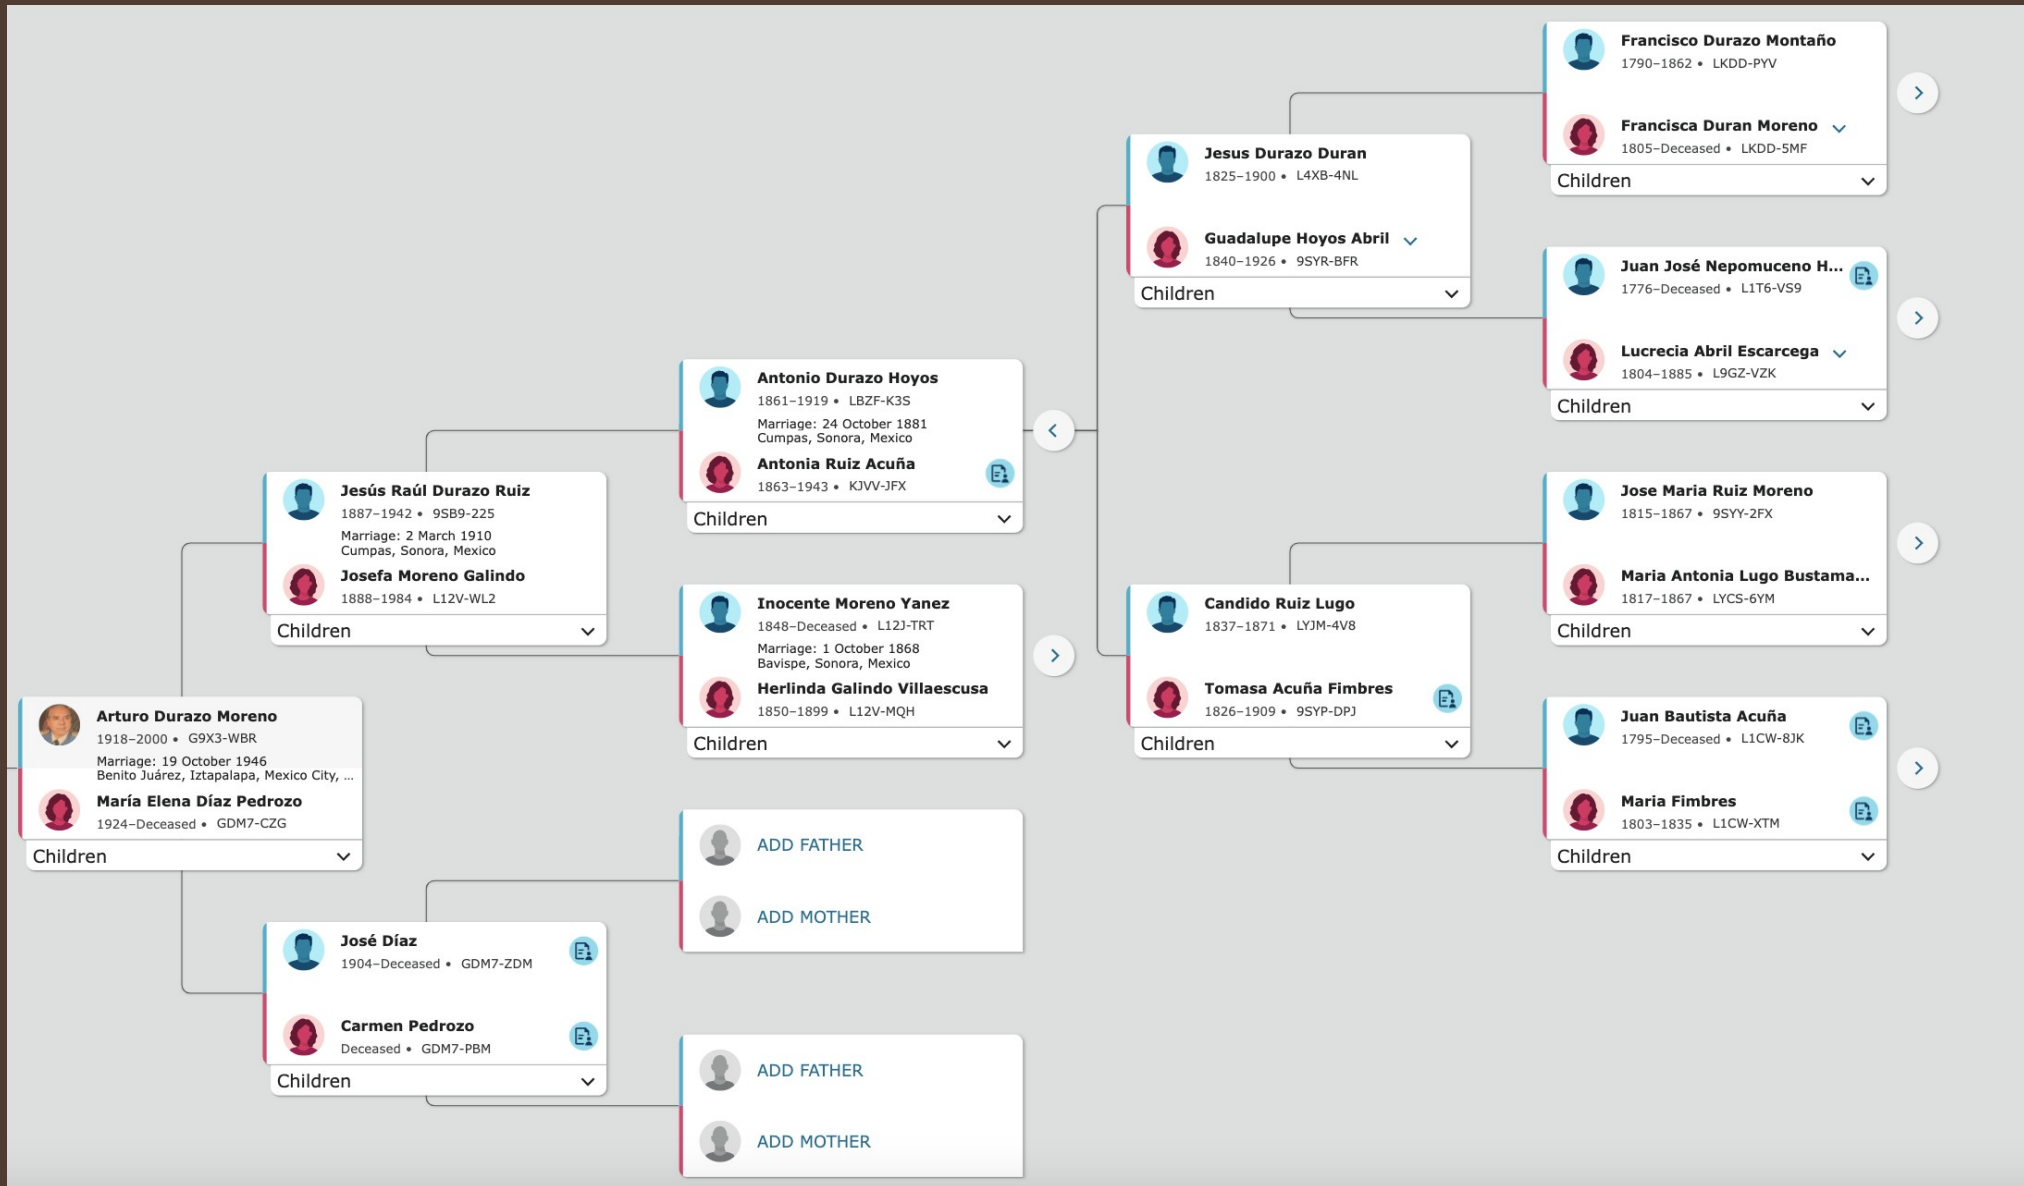 Arturo Durazo Moreno
1918–2000 • G9X3-WBR
Marriage: 19 October 1946
Benito Juárez, Iztapalapa, Mexico City, ...
María Elena Díaz Pedrozo
1924–Deceased • GDM7-CZG
Children
Jesús Raúl Durazo Ruiz
1887–1942 • 9SB9-225
Marriage: 2 March 1910
Cumpas, Sonora, Mexico
Josefa Moreno Galindo
1888–1984 • L12V-WL2
Children
José Díaz
1904–Deceased • GDM7-ZDM
Carmen Pedrozo
Deceased • GDM7-PBM
Children
Antonio Durazo Hoyos
1861–1919 • LBZF-K3S
Marriage: 24 October 1881
Cumpas, Sonora, Mexico
Antonia Ruiz Acuña
1863–1943 • KJVV-JFX
Children
Inocente Moreno Yanez
1848–Deceased • L12J-TRT
Marriage: 1 October 1868
Bavispe, Sonora, Mexico
Herlinda Galindo Villaescusa
1850–1899 • L12V-MQH
Children
ADD FATHER
ADD MOTHER
ADD FATHER
ADD MOTHER
Jesus Durazo Duran
1825–1900 • L4XB-4NL
Guadalupe Hoyos Abril
1840–1926 • 9SYR-BFR
Children
Candido Ruiz Lugo
1837–1871 • LYJM-4V8
Tomasa Acuña Fimbres
1826–1909 • 9SYP-DPJ
Children
Francisco Durazo Montaño
1790–1862 • LKDD-PYV
Francisca Duran Moreno
1805–Deceased • LKDD-5MF
Children
Juan José Nepomuceno H...
1776–Deceased • L1T6-VS9
Lucrecia Abril Escarcega
1804–1885 • L9GZ-VZK
Children
Jose Maria Ruiz Moreno
1815–1867 • 9SYY-2FX
Maria Antonia Lugo Bustama...
1817–1867 • LYCS-6YM
Children
Juan Bautista Acuña
1795–Deceased • L1CW-8JK
Maria Fimbres
1803–1835 • L1CW-XTM
Children